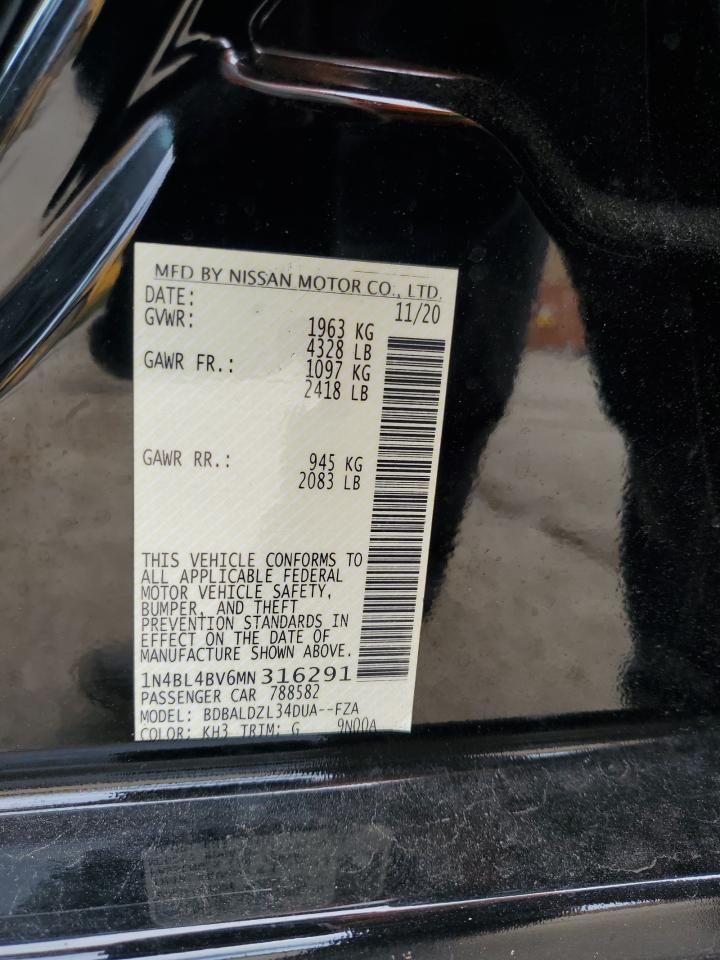 MFD BY NISSAN MOTOR CO., LTD.
DATE: 11/20
GVWR: 1963 KG
4328 LB
GAWR FR.: 1097 KG
2418 LB
GAWR RR.: 945 KG
2083 LB
THIS VEHICLE CONFORMS TO
ALL APPLICABLE FEDERAL
MOTOR VEHICLE SAFETY,
BUMPER, AND THEFT
PREVENTION STANDARDS IN
EFFECT ON THE DATE OF
MANUFACTURE SHOWN ABOVE.
1N4BL4BV6MN316291
PASSENGER CAR 788582
MODEL: BDBALDZL34DUA--FZA
COLOR: KH3 TRIM: G 9N00A